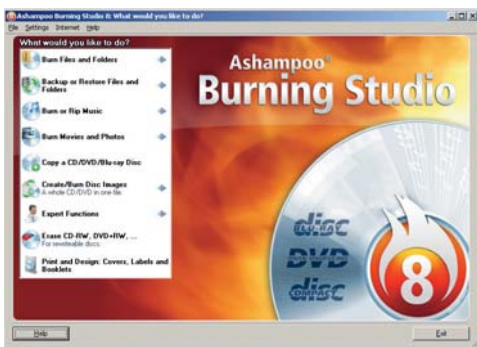 Ashampoo Burning Studio 8: What would you like to do?
File Settings Internet Help
What would you like to do?
Burn Files and Folders
Backup or Restore Files and
Folders
Burn or Rip Music
Burn Movies and Photos
Copy a CD/DVD/Blu-ray Disc
Create/Burn Disc Images
A whole CD/DVD in one file
Expert Functions
Erase CD-RW, DVD+RW, ...
For rewriteable discs.
Print and Design: Covers, Labels and
Booklets
Ashampoo®
Burning Studio
disc
BLU-RAY
DVD
disc
COMPACT
8
Help
Exit